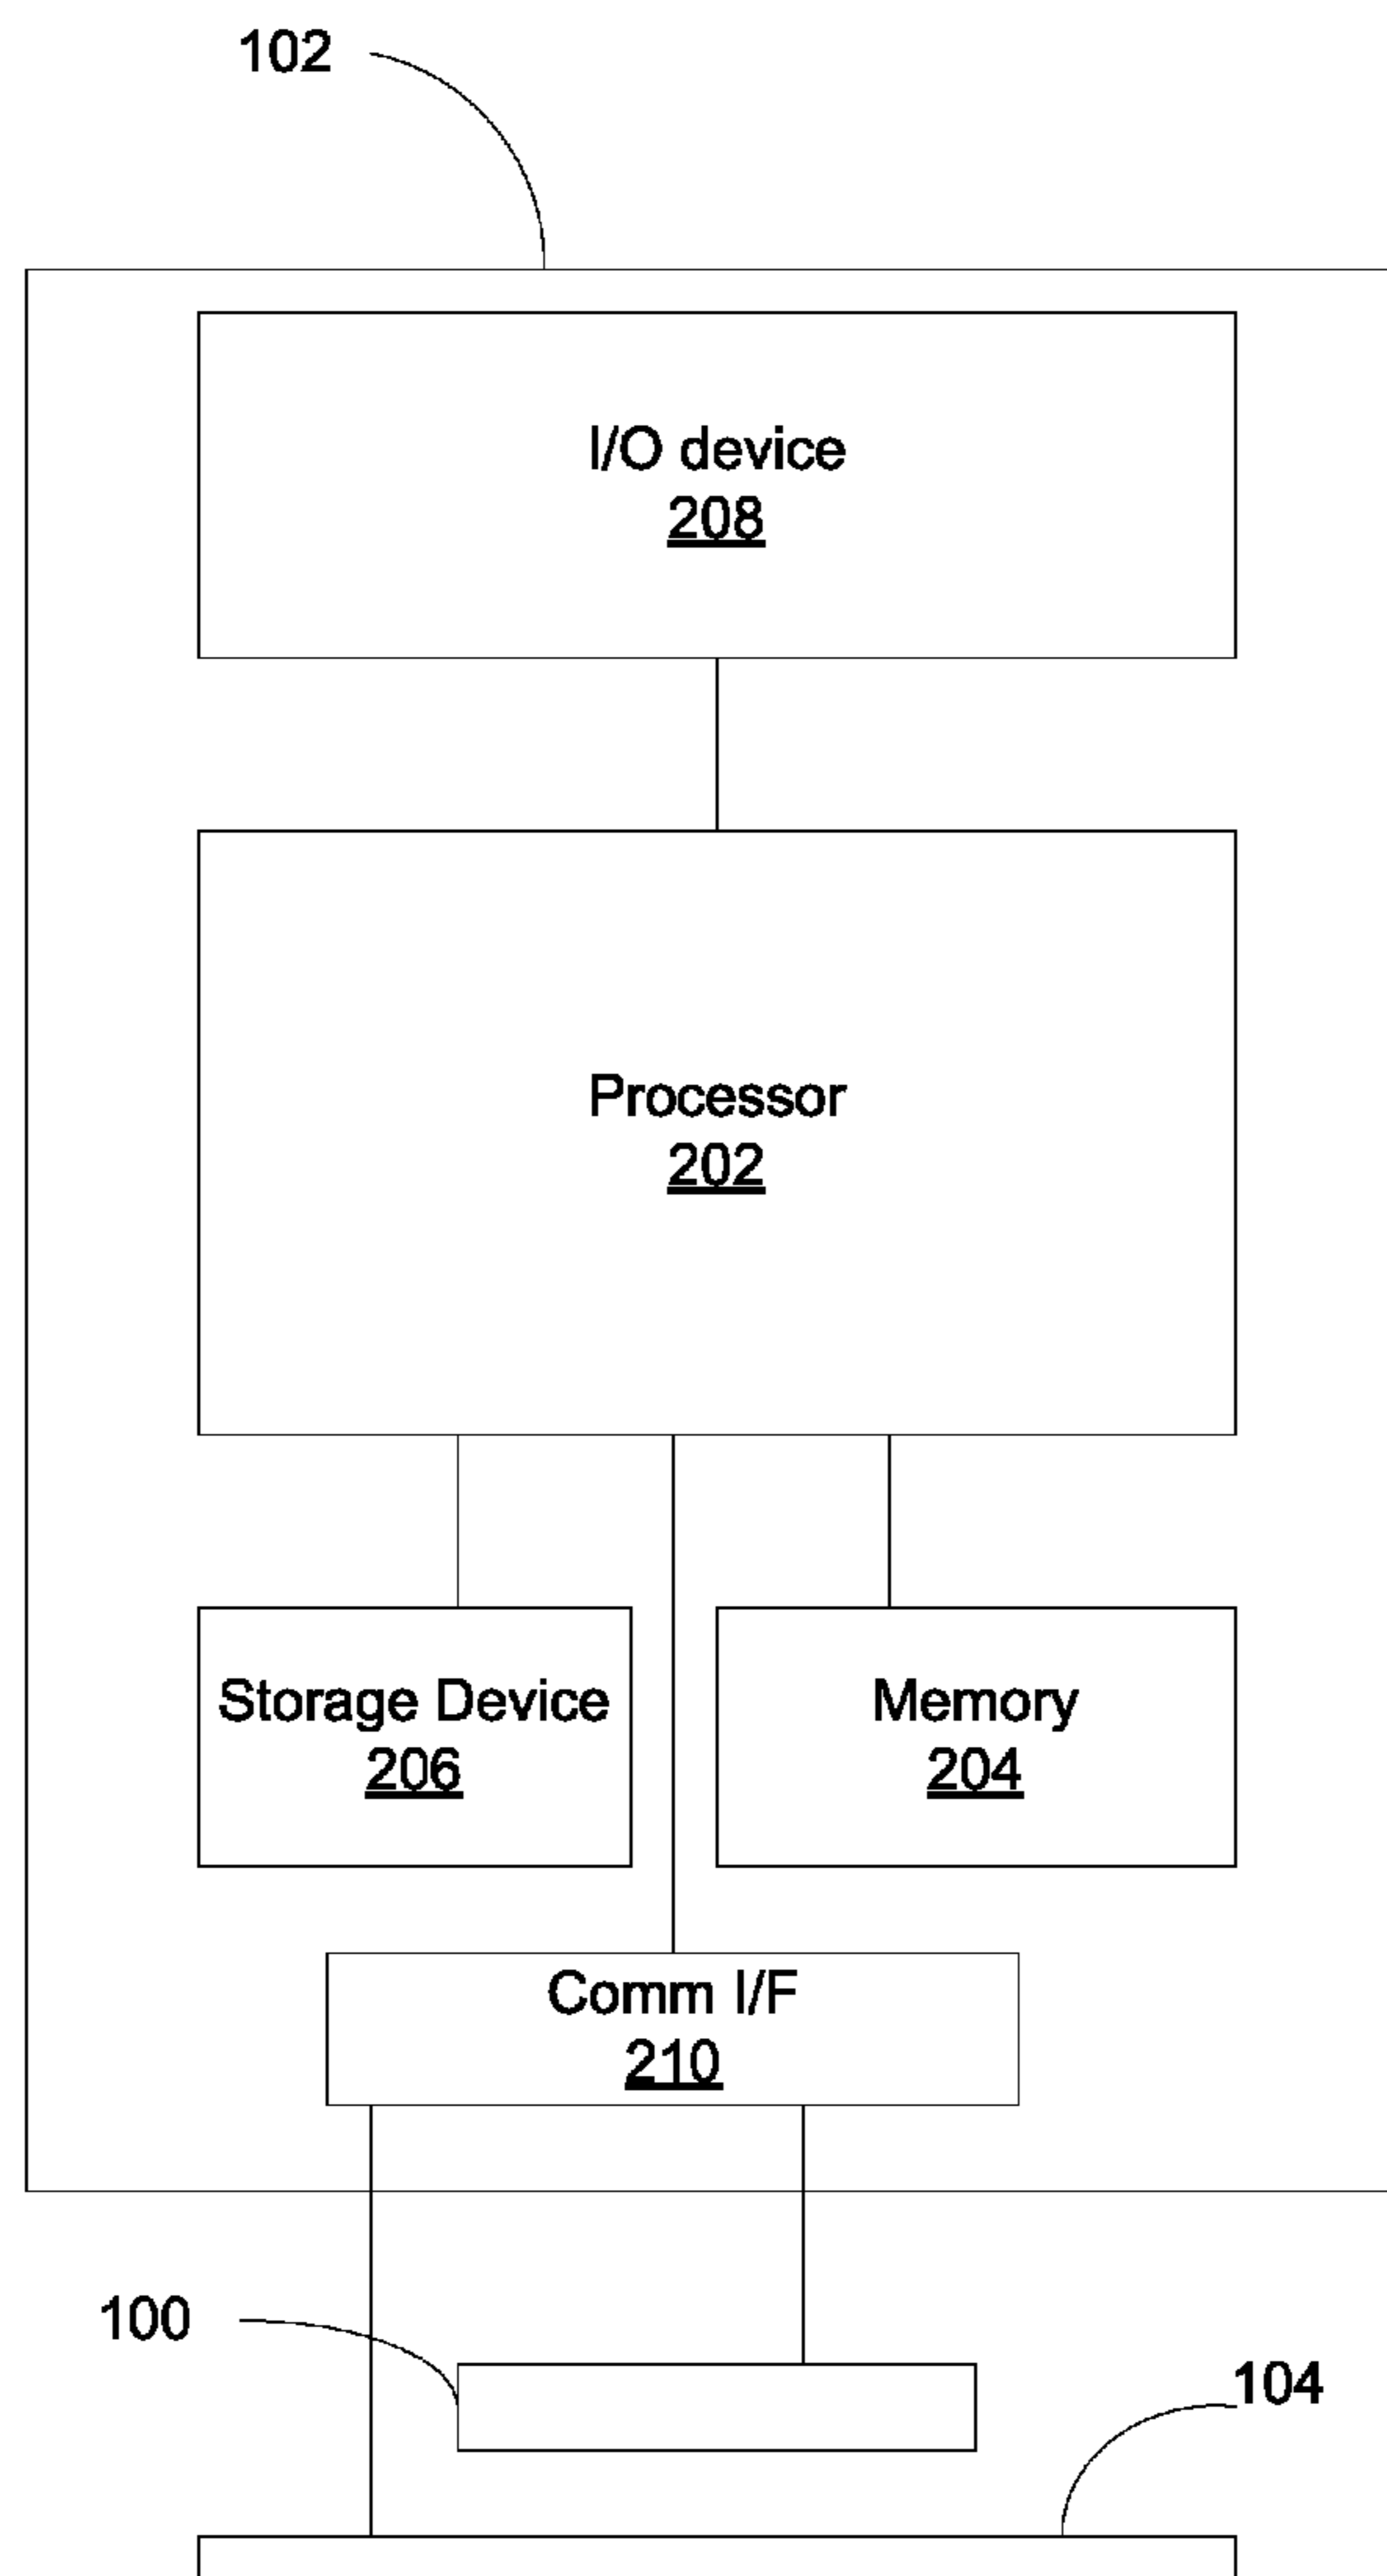 102
I/O device
208
Processor
202
Storage Device
206
Memory
204
Comm I/F
210
100
104